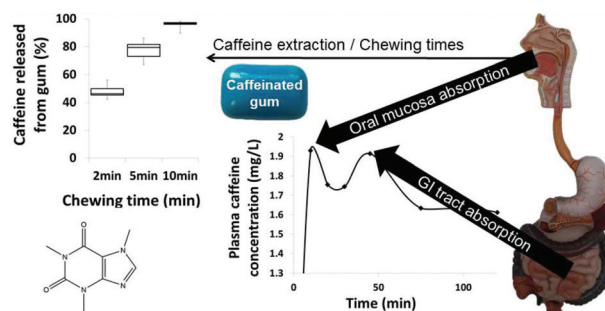 100
80
60
40
20
0
Caffeine released
from gum (%)
2min 5min 10min
Chewing time (min)
Caffeine extraction / Chewing times
Caffeinated
gum
Oral mucosa absorption
GI tract absorption
2
1.9
1.8
1.7
1.6
1.5
1.4
1.3
Plasma caffeine
concentration (mg/L)
0 50 100
Time (min)
O
N
N
O
N
N